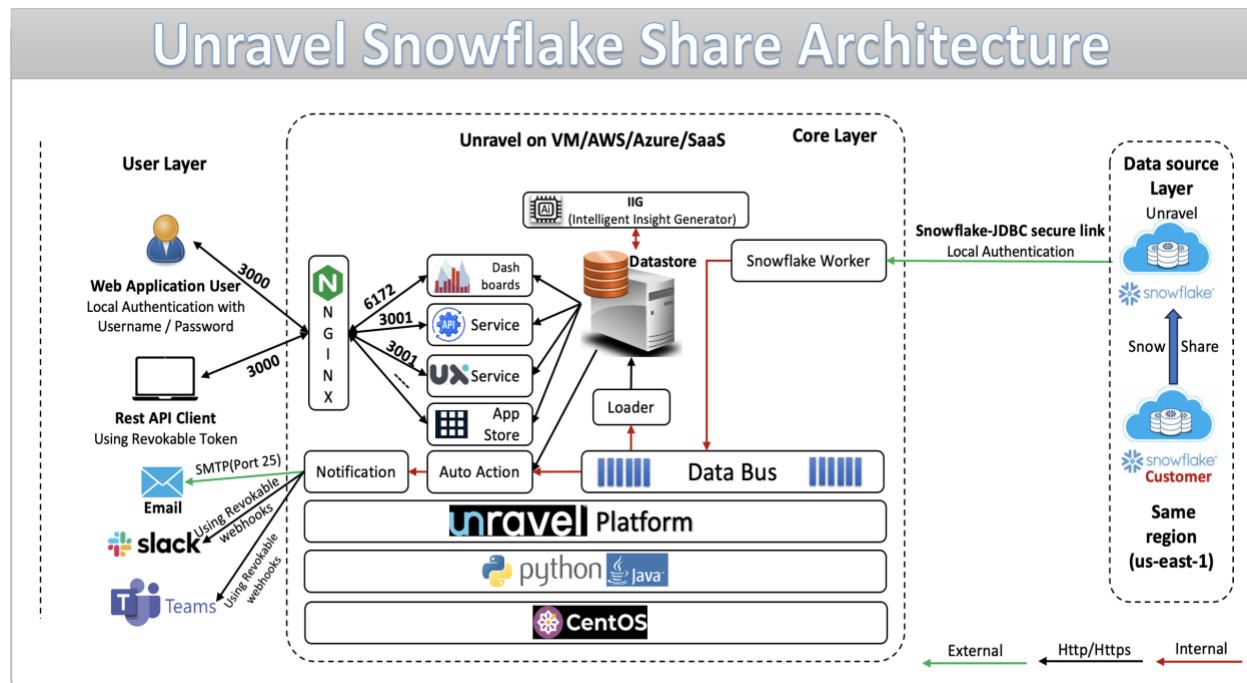 Unravel Snowflake Share Architecture
User Layer
Web Application User
Local Authentication with
Username / Password
Rest API Client
Using Revokable Token
3000
3000
SMTP(Port 25)
Email
Using Revokable
webhooks
slack
Using Revokable
webhooks
T
Teams
Unravel on VM/AWS/Azure/SaaS
Core Layer
N
N
G
I
N
X
6172
3001
3001
----
Dash
boards
API
Service
UX
Service
App
Store
AI
IIG
(Intelligent Insight Generator)
Datastore
Snowflake Worker
Loader
Notification
Auto Action
Data Bus
unravel Platform
python
Java
CentOS
Snowflake-JDBC secure link
Local Authentication
Data source
Layer
Unravel
snowflake
Snow
Share
snowflake
Customer
Same
region
(us-east-1)
External
Http/Https
Internal